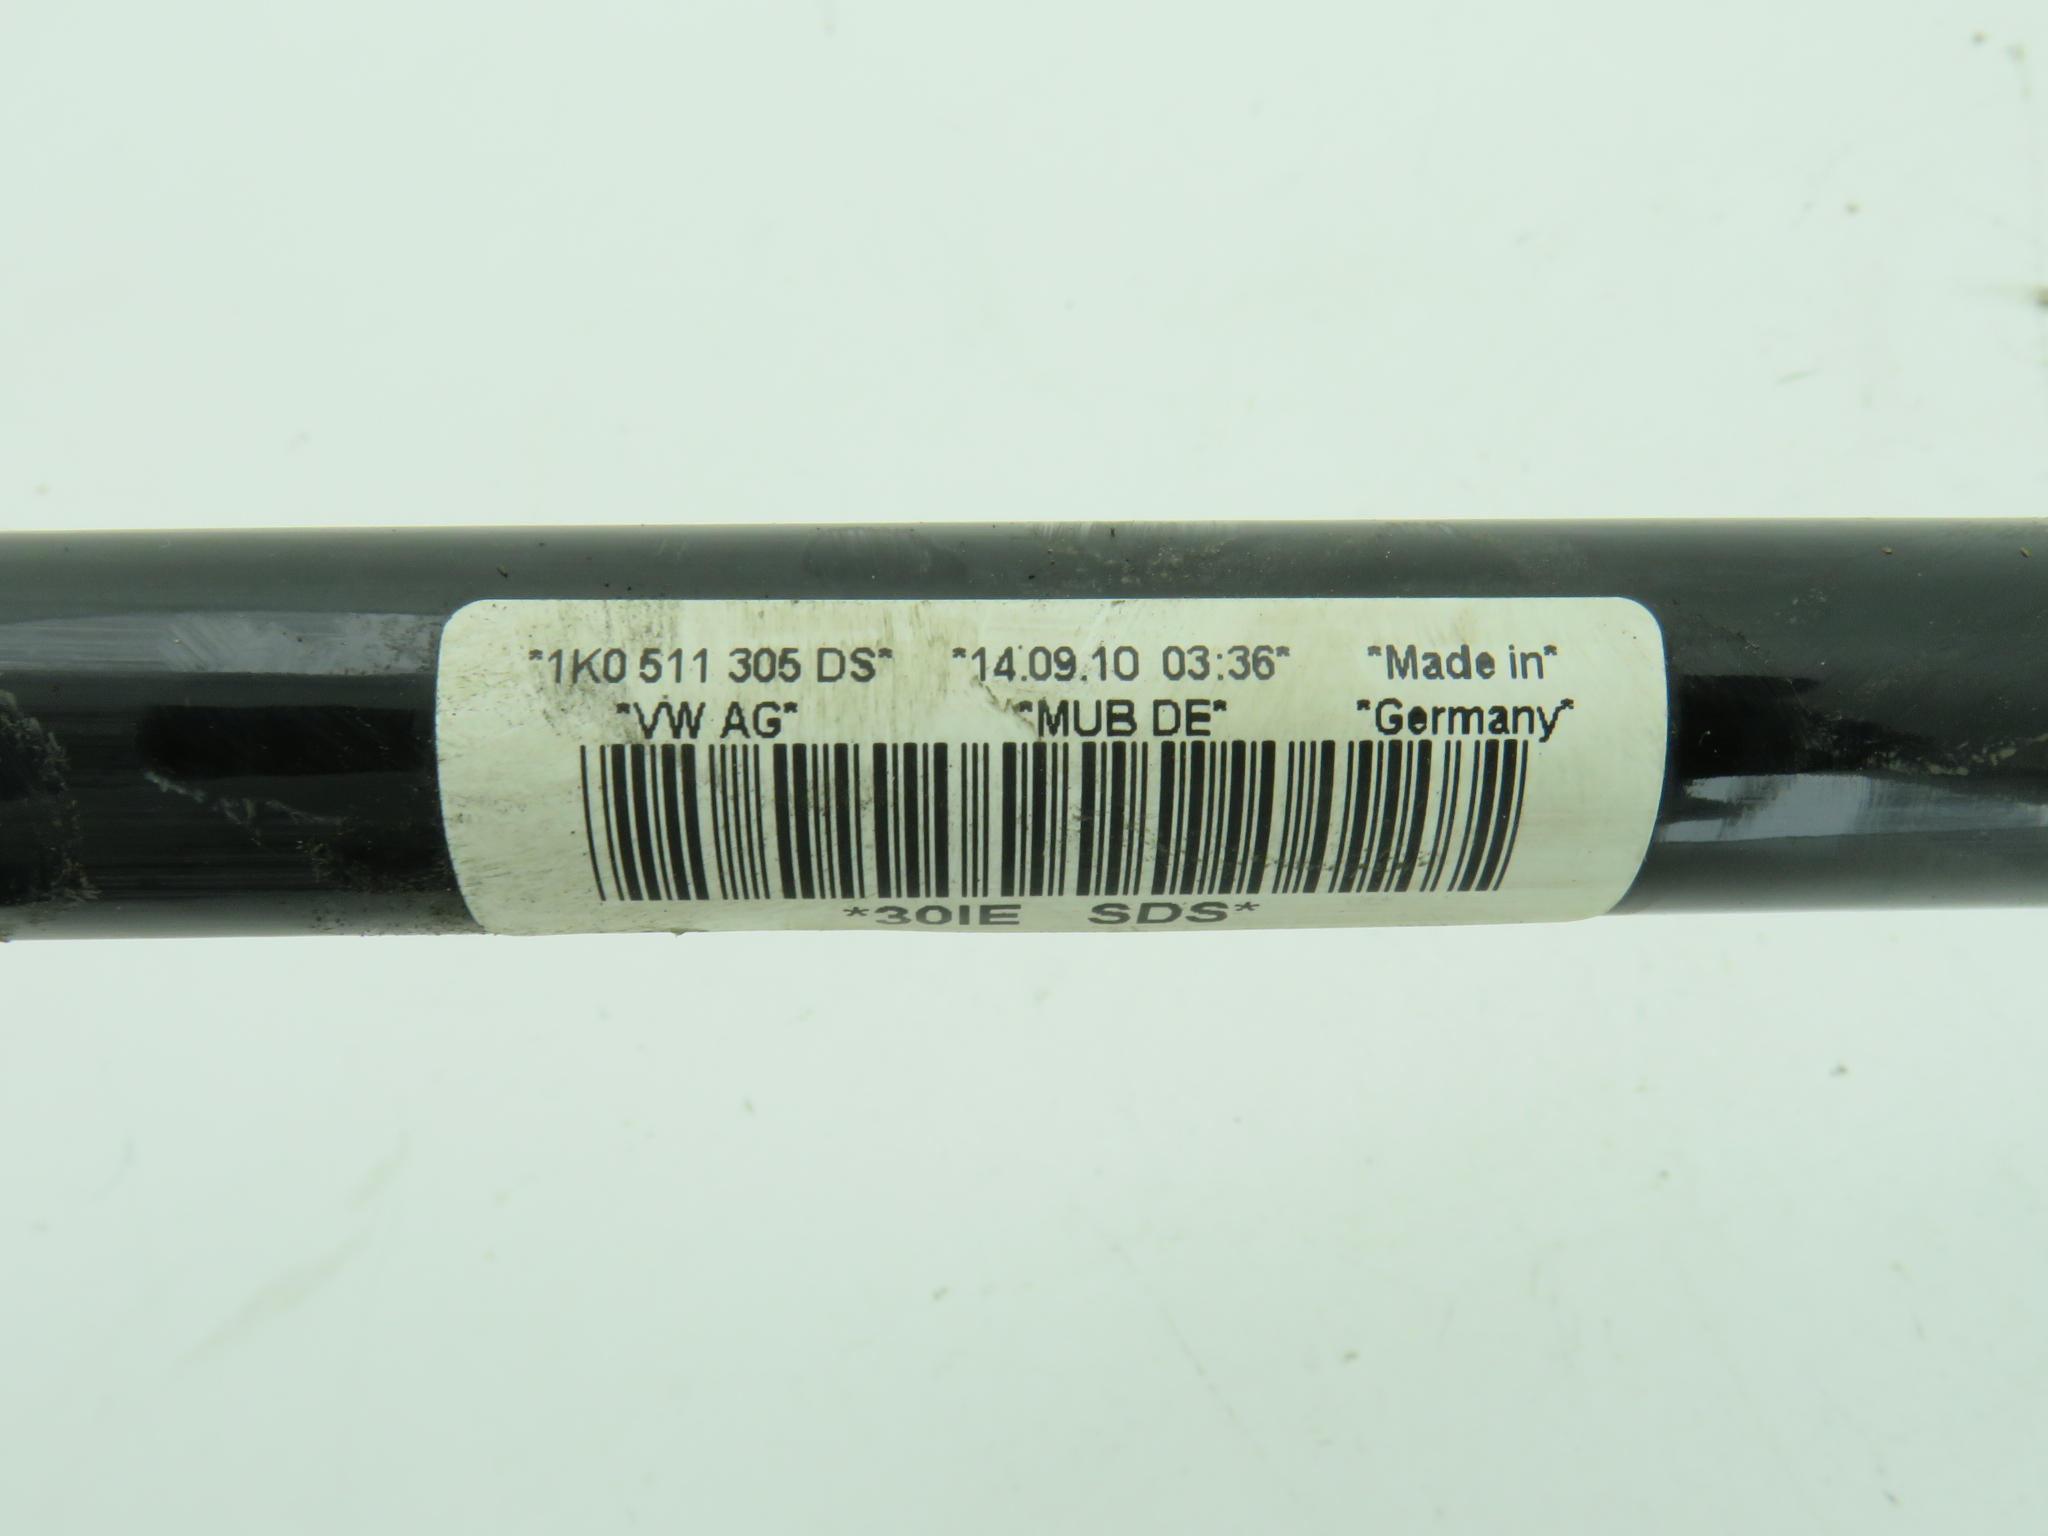 *1K0 511 305 DS* *14.09.10 03:36* *Made in*
*VW AG* *MUB DE* *Germany*
*30IE SDS*